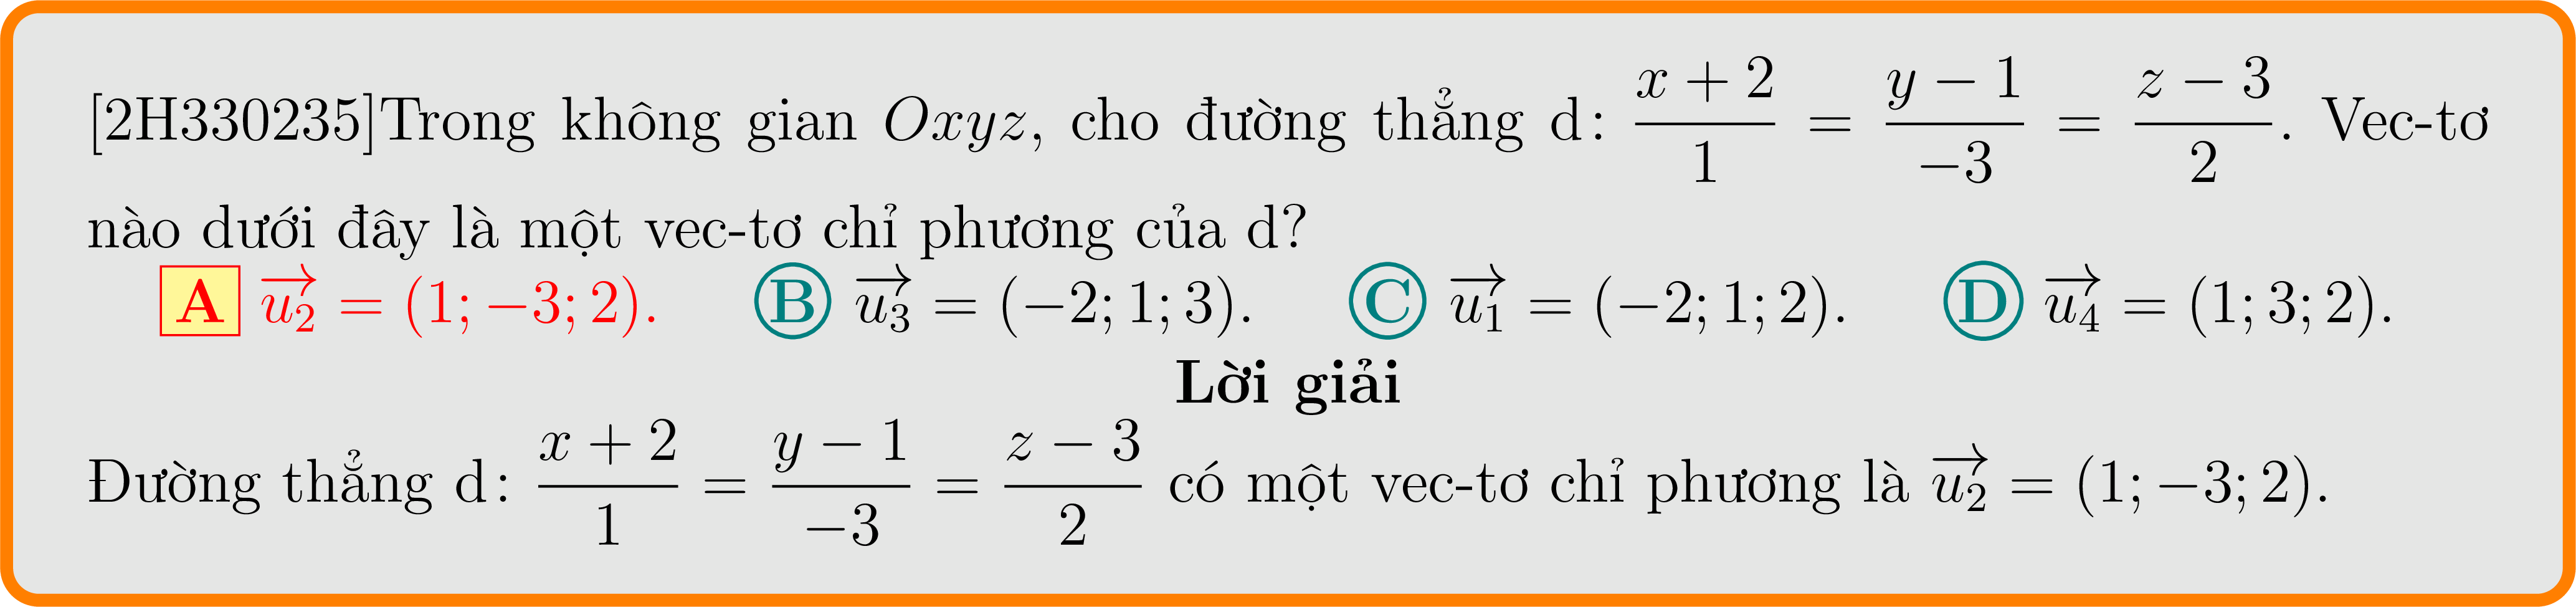 [2H330235]Trong không gian Oxyz, cho đường thẳng d: \frac{x+2}{1} = \frac{y-1}{-3} = \frac{z-3}{2}. Vec-tơ
nào dưới đây là một vec-tơ chỉ phương của d?
A \overrightarrow{u_2} = (1; −3; 2). B \overrightarrow{u_3} = (−2; 1; 3). C \overrightarrow{u_1} = (−2; 1; 2). D \overrightarrow{u_4} = (1; 3; 2).
Lời giải
Đường thẳng d: \frac{x+2}{1} = \frac{y-1}{-3} = \frac{z-3}{2} có một vec-tơ chỉ phương là \overrightarrow{u_2} = (1; −3; 2).